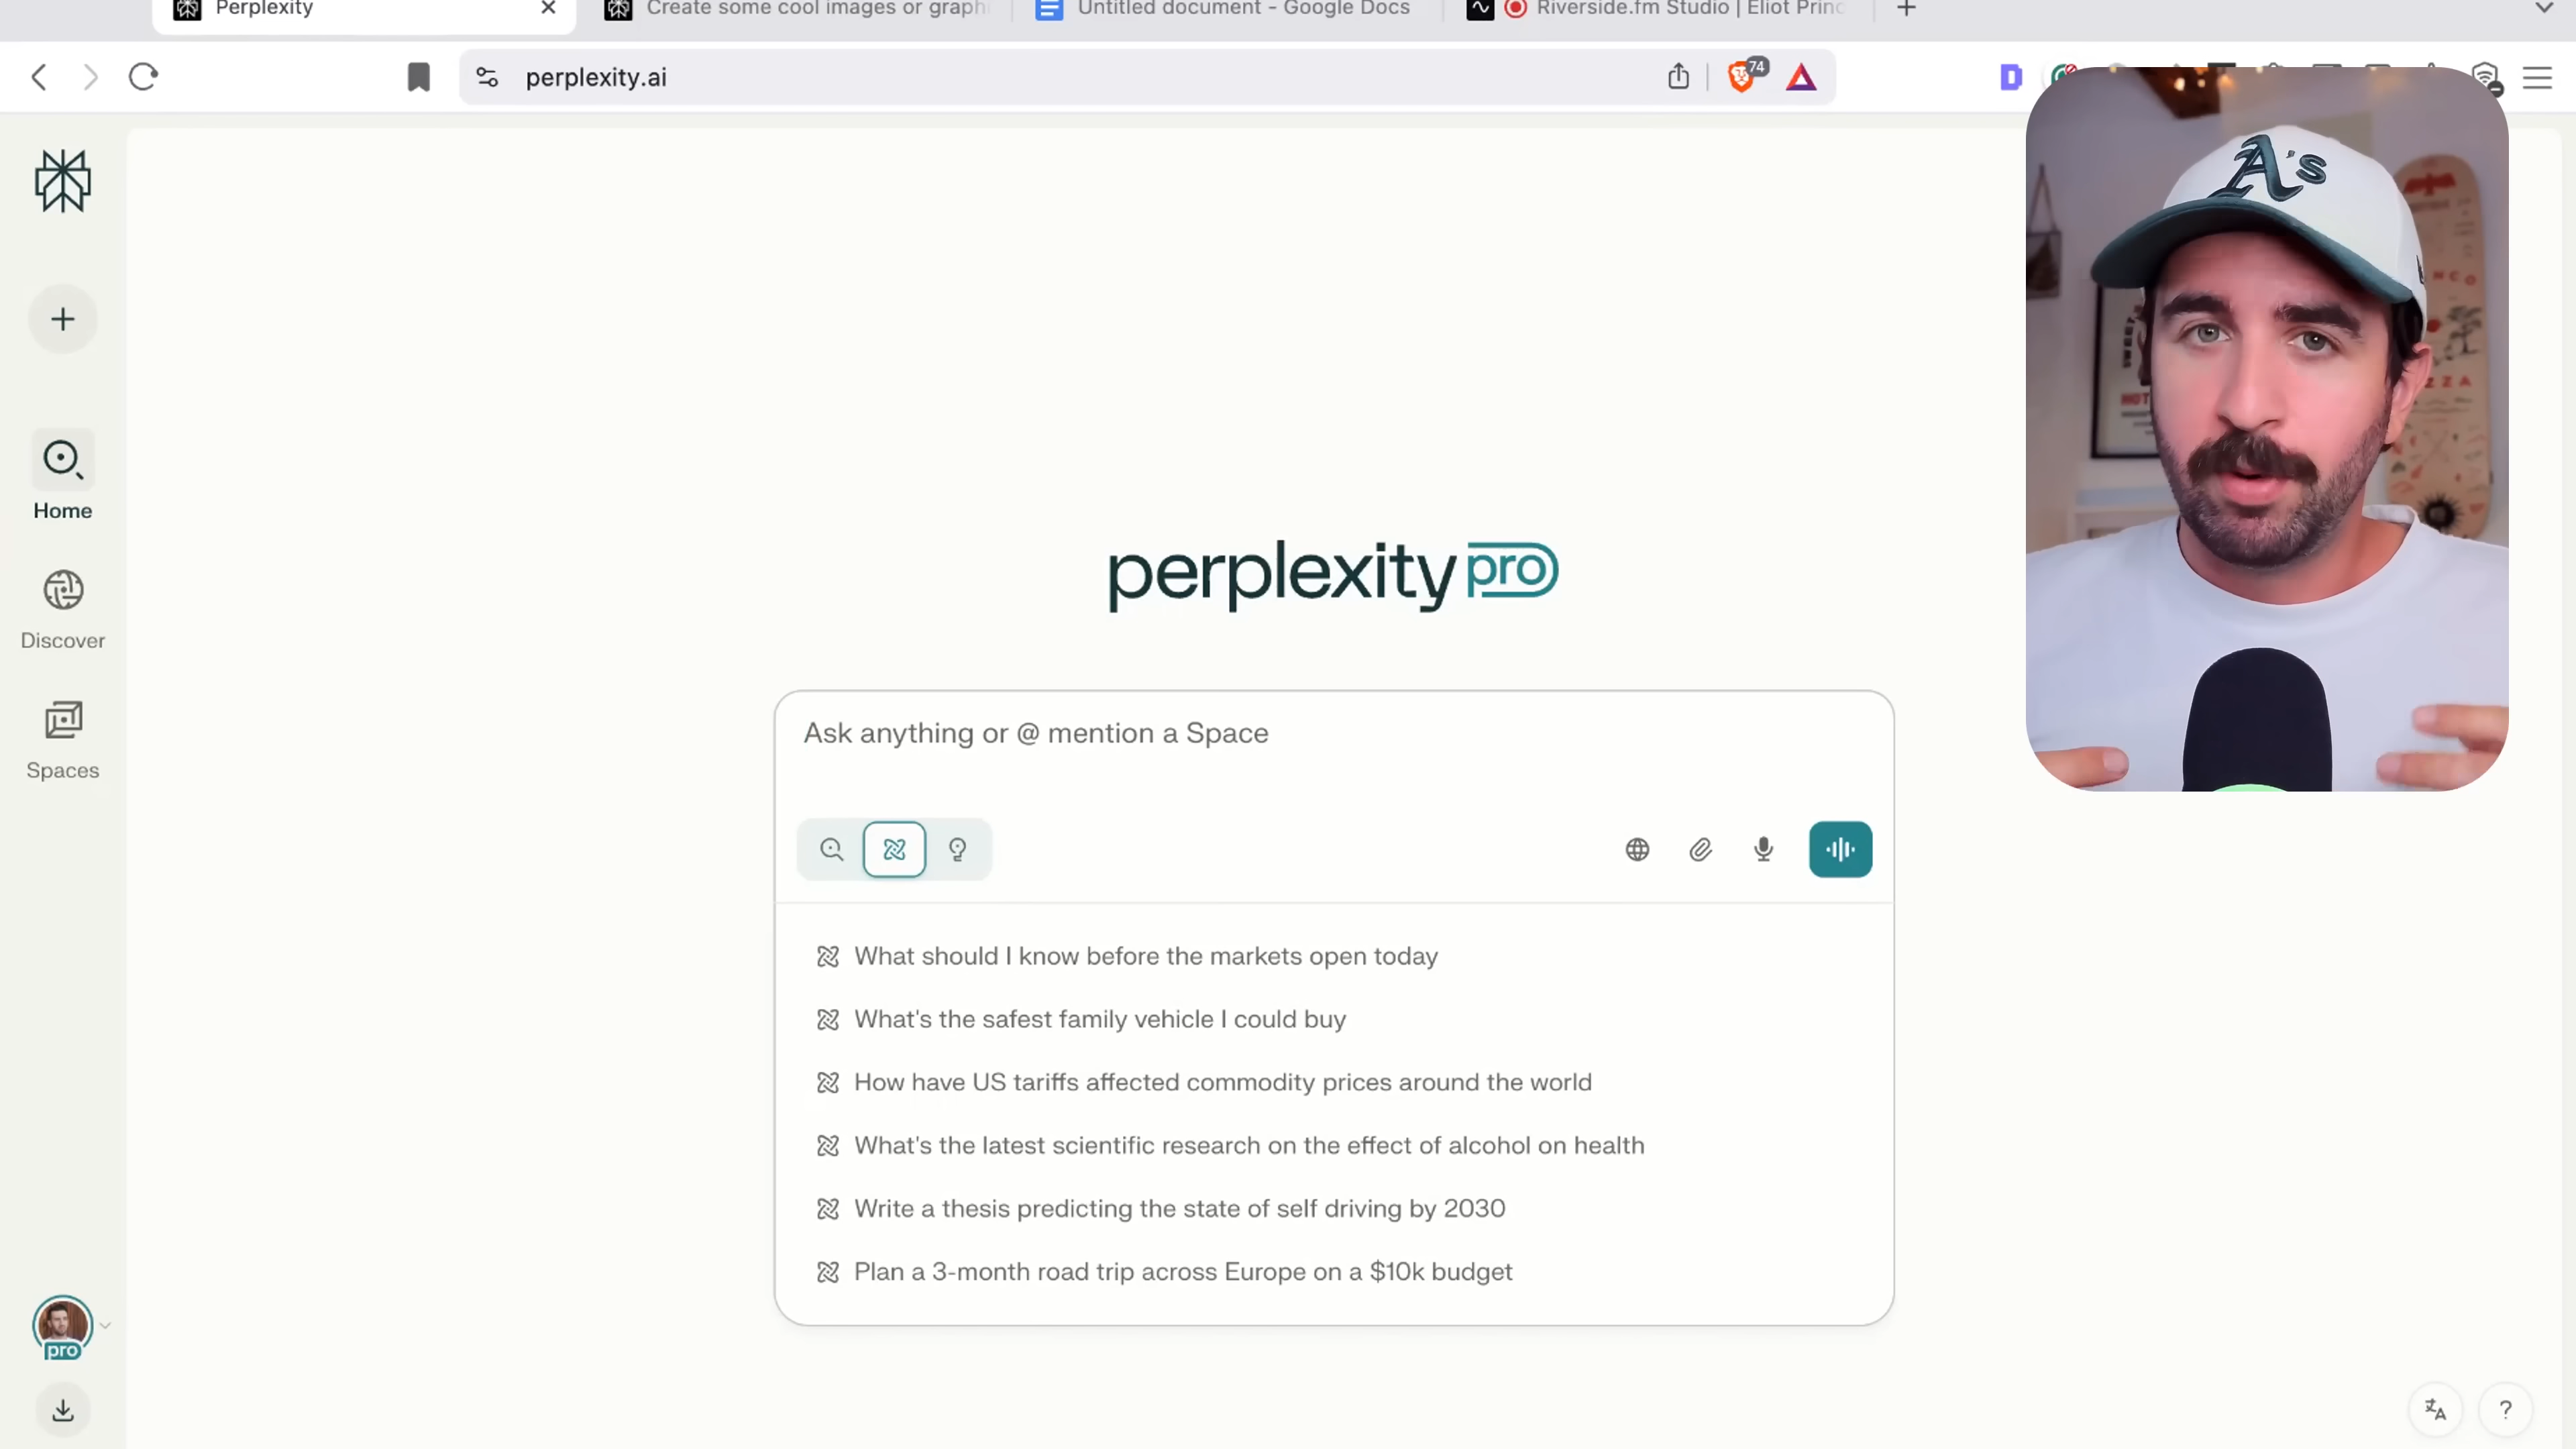 Perplexity
Create some cool images or graphi
Untitled document - Google Docs
Riverside.fm Studio | Eliot Princ
perplexity.ai
74
D
A's
Home
Discover
Spaces
perplexity pro
Ask anything or @ mention a Space
What should I know before the markets open today
What's the safest family vehicle I could buy
How have US tariffs affected commodity prices around the world
What's the latest scientific research on the effect of alcohol on health
Write a thesis predicting the state of self driving by 2030
Plan a 3-month road trip across Europe on a $10k budget
pro
?